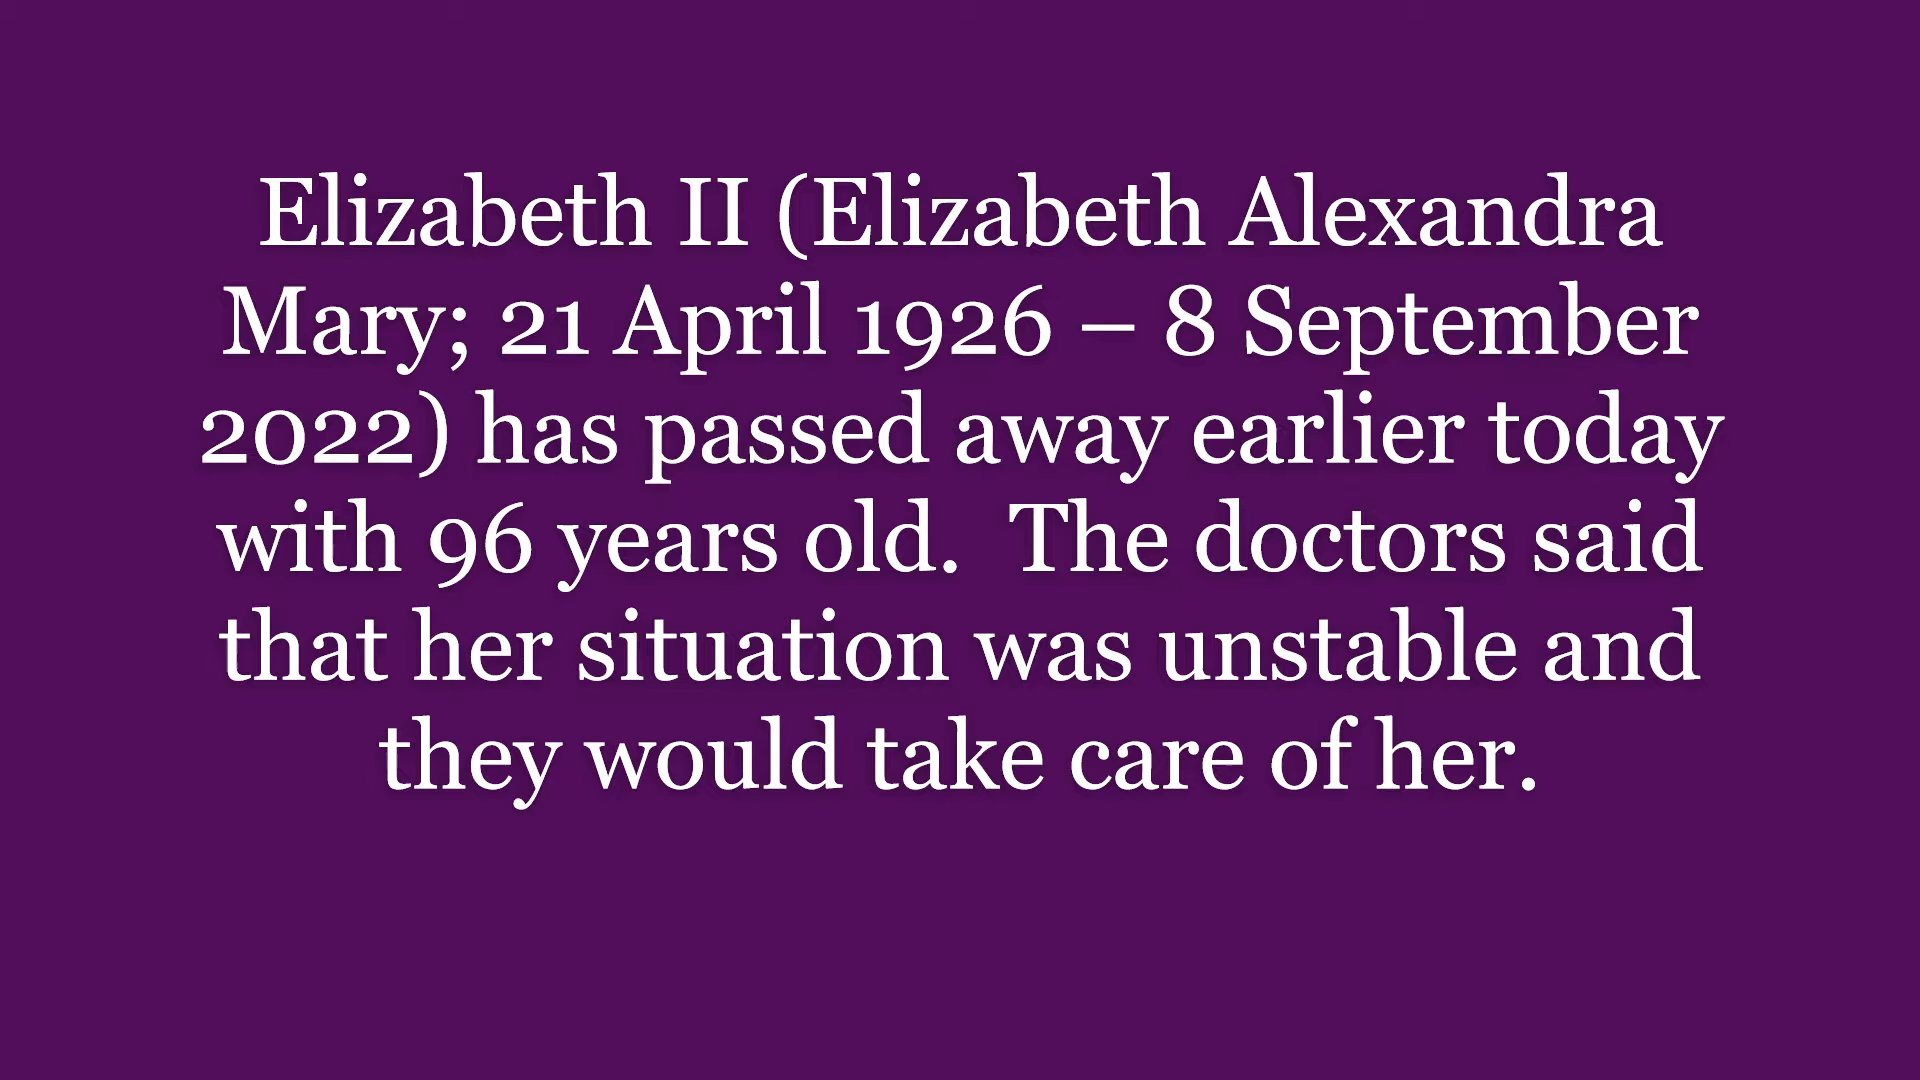 Elizabeth II (Elizabeth Alexandra
Mary; 21 April 1926 – 8 September
2022) has passed away earlier today
with 96 years old.  The doctors said
that her situation was unstable and
they would take care of her.